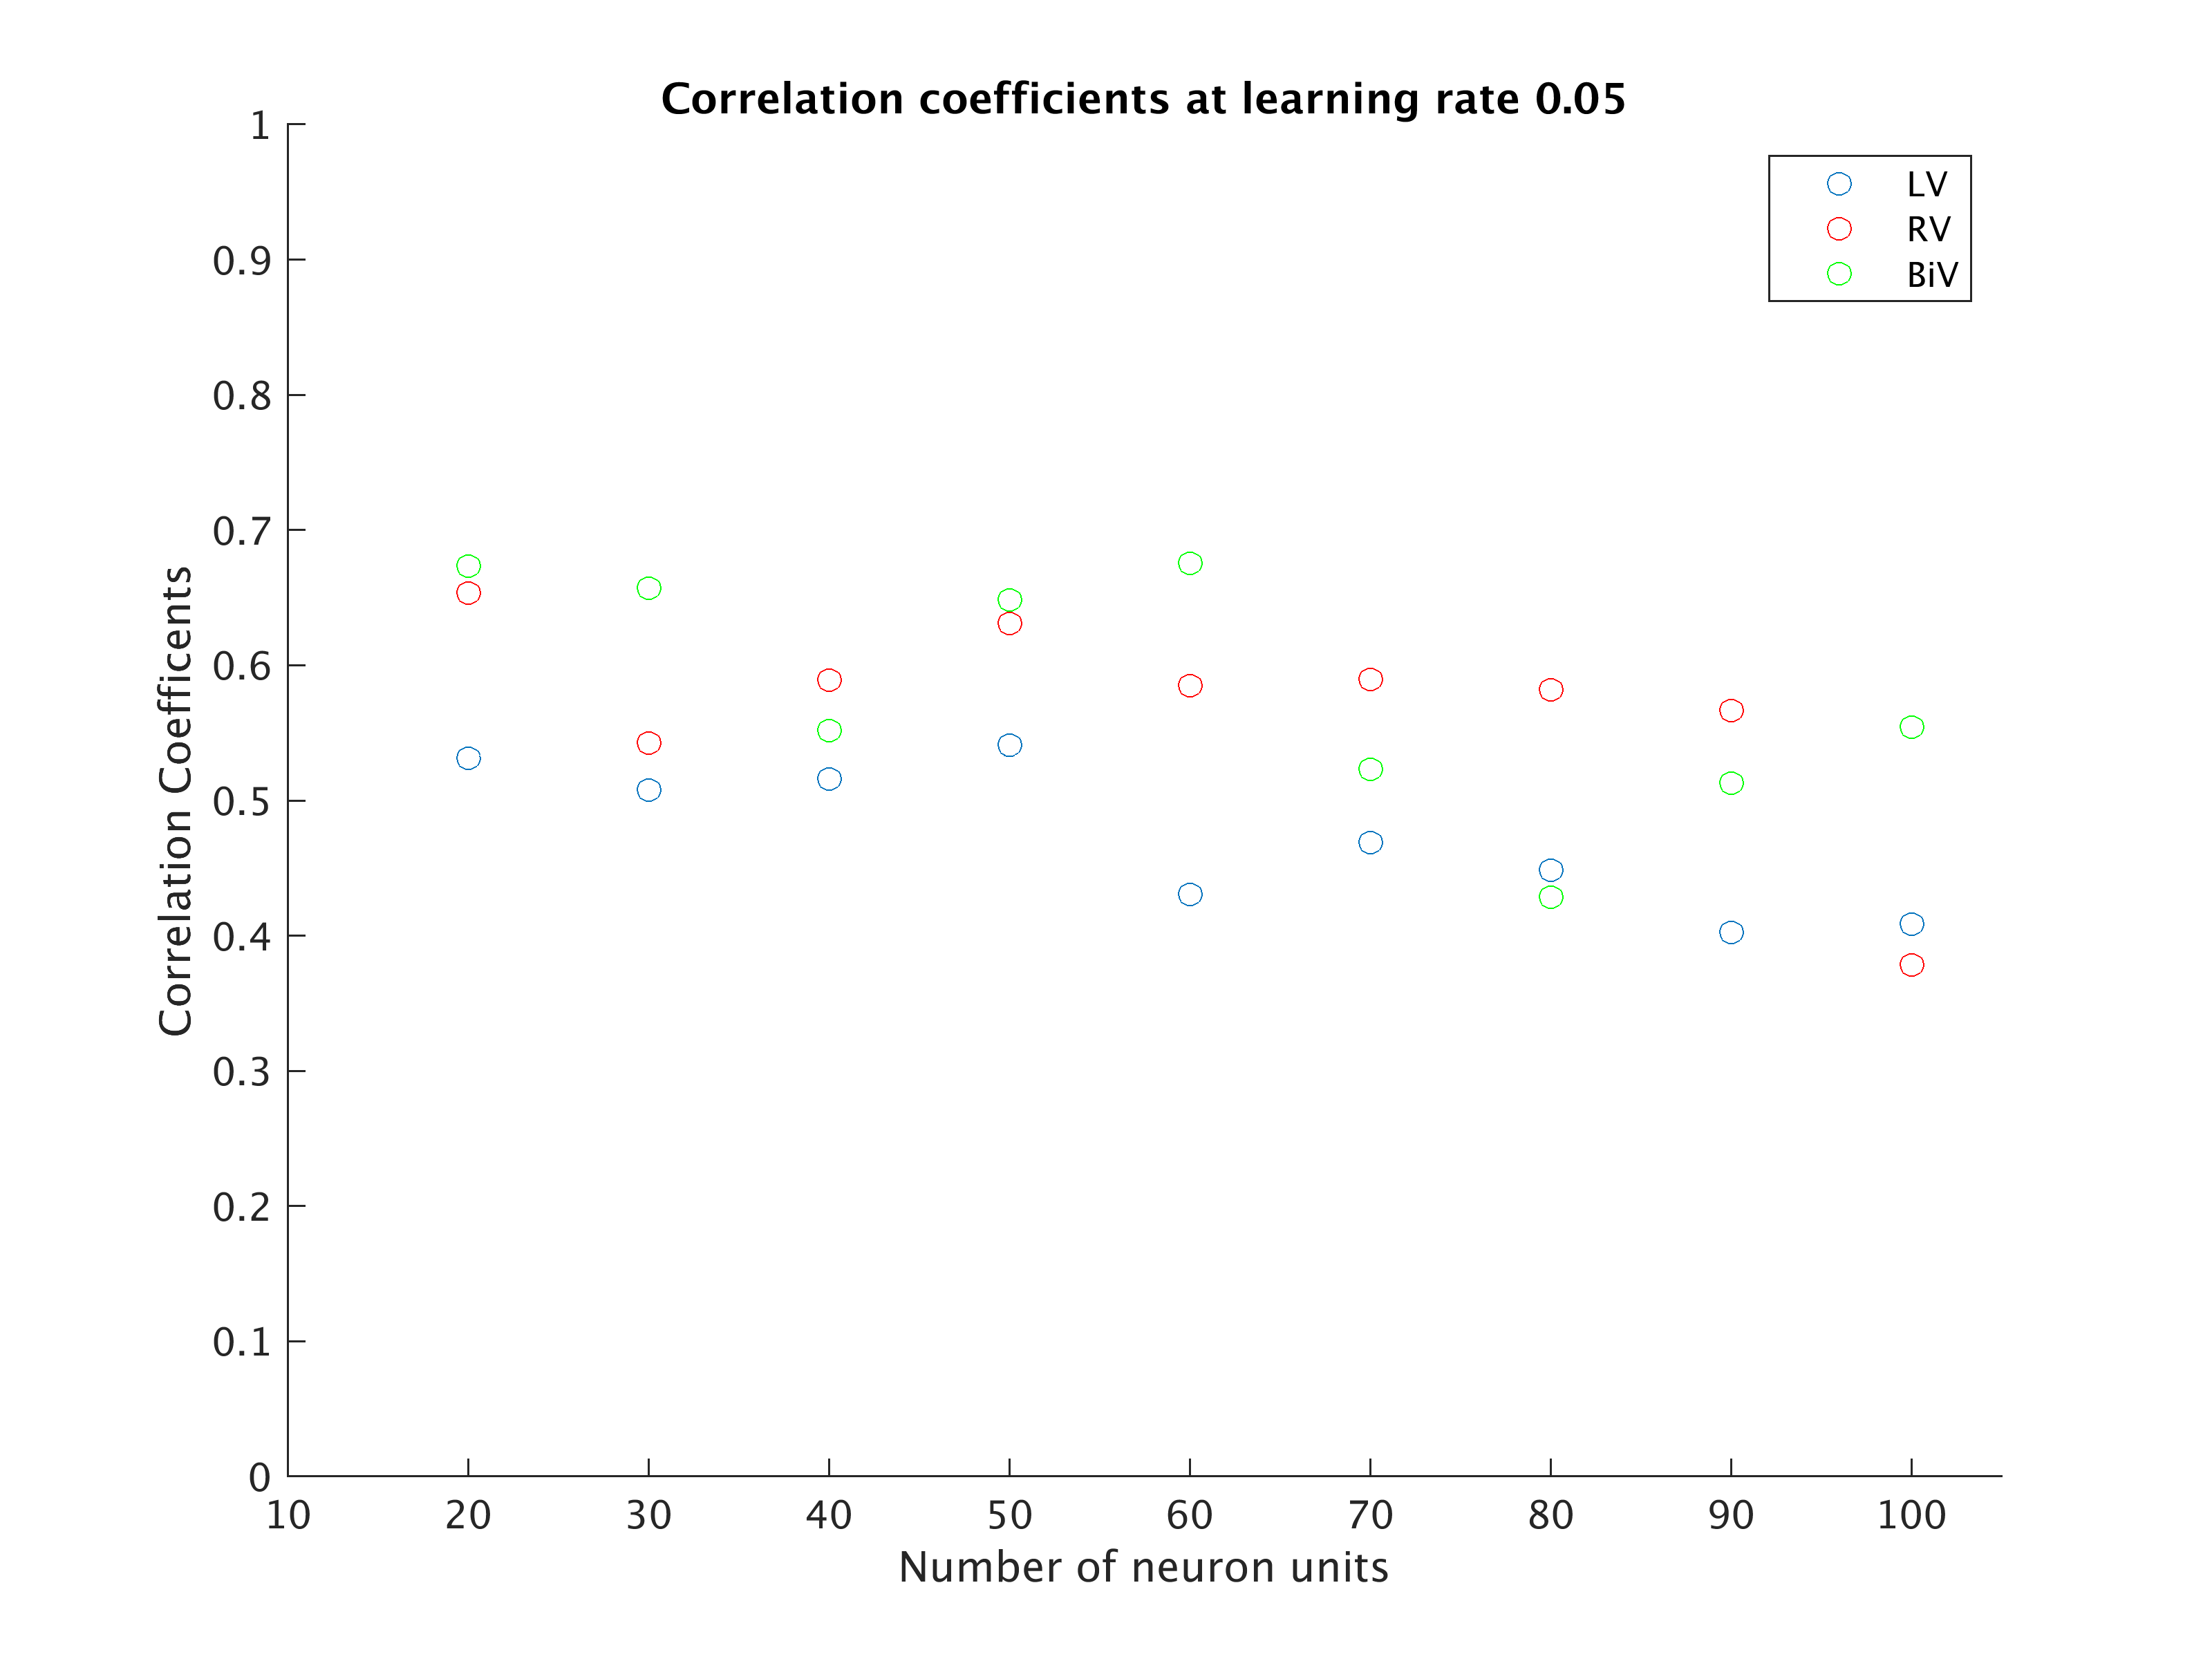 Correlation coefficients at learning rate 0.05
LV
RV
BiV
1
0.9
0.8
0.7
0.6
0.5
0.4
0.3
0.2
0.1
0
Correlation Coefficents
10 20 30 40 50 60 70 80 90 100
Number of neuron units